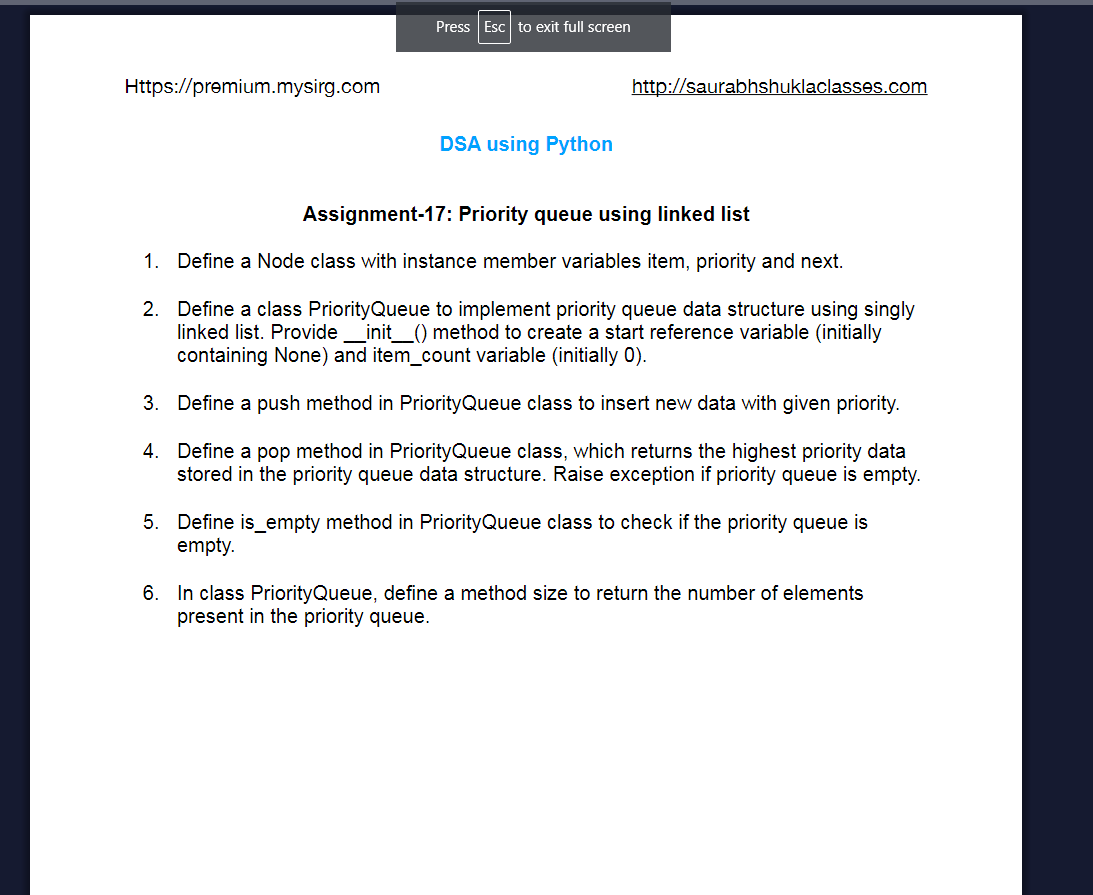 Press Esc to exit full screen
Https://premium.mysirg.com http://saurabhshuklaclasses.com
DSA using Python
Assignment-17: Priority queue using linked list
1. Define a Node class with instance member variables item, priority and next.
2. Define a class PriorityQueue to implement priority queue data structure using singly
linked list. Provide __init__() method to create a start reference variable (initially
containing None) and item_count variable (initially 0).
3. Define a push method in PriorityQueue class to insert new data with given priority.
4. Define a pop method in PriorityQueue class, which returns the highest priority data
stored in the priority queue data structure. Raise exception if priority queue is empty.
5. Define is_empty method in PriorityQueue class to check if the priority queue is
empty.
6. In class PriorityQueue, define a method size to return the number of elements
present in the priority queue.